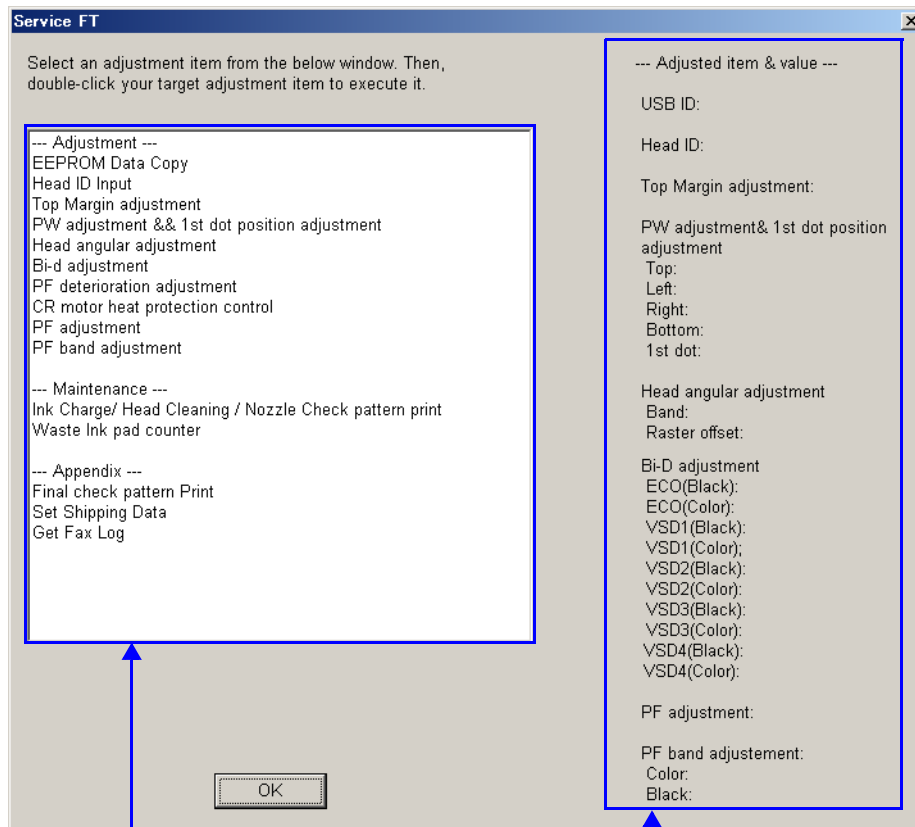 Service FT
Select an adjustment item from the below window. Then,
double-click your target adjustment item to execute it.
--- Adjustment ---
EEPROM Data Copy
Head ID Input
Top Margin adjustment
PW adjustment && 1st dot position adjustment
Head angular adjustment
Bi-d adjustment
PF deterioration adjustment
CR motor heat protection control
PF adjustment
PF band adjustment
--- Maintenance ---
Ink Charge/ Head Cleaning / Nozzle Check pattern print
Waste Ink pad counter
--- Appendix ---
Final check pattern Print
Set Shipping Data
Get Fax Log
OK
--- Adjusted item & value ---
USB ID:
Head ID:
Top Margin adjustment:
PW adjustment& 1st dot position
adjustment
Top:
Left:
Right:
Bottom:
1st dot:
Head angular adjustment
Band:
Raster offset:
Bi-D adjustment
ECO(Black):
ECO(Color):
VSD1(Black):
VSD1(Color);
VSD2(Black):
VSD2(Color):
VSD3(Black):
VSD3(Color):
VSD4(Black):
VSD4(Color):
PF adjustment:
PF band adjustement:
Color:
Black: